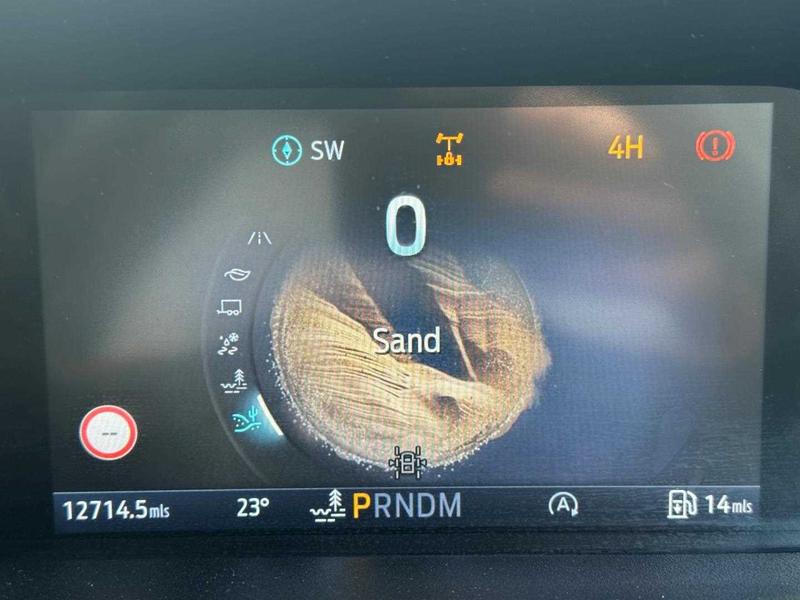 SW
4H
0
Sand
--
12714.5mls 23° PRNDM A 14mls